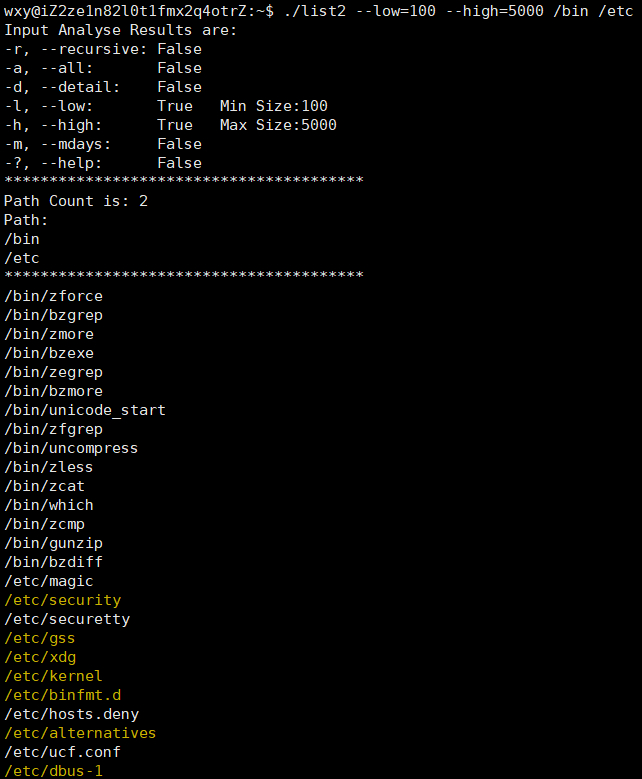 wxy@iZ2ze1n82l0t1fmx2q4otrZ:~$ ./list2 --low=100 --high=5000 /bin /etc
Input Analyse Results are:
-r, --recursive: False
-a, --all:       False
-d, --detail:    False
-l, --low:       True   Min Size:100
-h, --high:      True   Max Size:5000
-m, --mdays:     False
-?, --help:      False
****************************************
Path Count is: 2
Path:
/bin
/etc
****************************************
/bin/zforce
/bin/bzgrep
/bin/zmore
/bin/bzexe
/bin/zegrep
/bin/bzmore
/bin/unicode_start
/bin/zfgrep
/bin/uncompress
/bin/zless
/bin/zcat
/bin/which
/bin/zcmp
/bin/gunzip
/bin/bzdiff
/etc/magic
/etc/security
/etc/securetty
/etc/gss
/etc/xdg
/etc/kernel
/etc/binfmt.d
/etc/hosts.deny
/etc/alternatives
/etc/ucf.conf
/etc/dbus-1